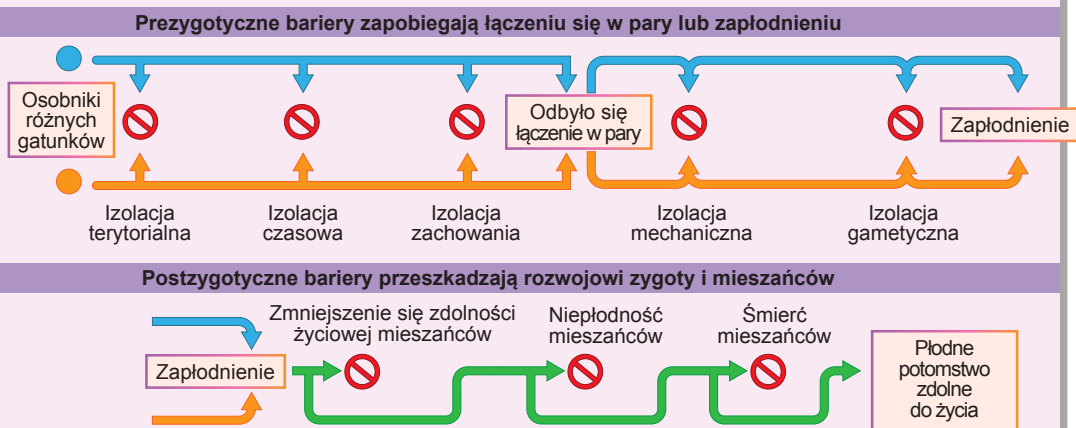 Prezygotyczne bariery zapobiegają łączeniu się w pary lub zapłodnieniu
Osobniki
różnych
gatunków
Odbyło się
łączenie w pary
Zapłodnienie
Izolacja
terytorialna
Izolacja
czasowa
Izolacja
zachowania
Izolacja
mechaniczna
Izolacja
gametyczna
Postzygotyczne bariery przeszkadzają rozwojowi zygoty i mieszańców
Zmniejszenie się zdolności
życiowej mieszańców
Niepłodność
mieszańców
Śmierć
mieszańców
Zapłodnienie
Płodne
potomstwo
zdolne
do życia